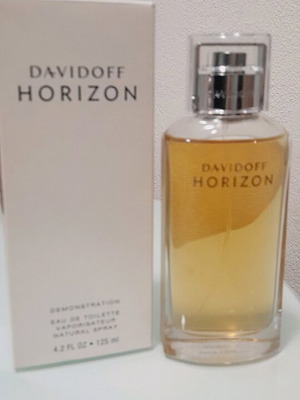 DAVIDOFF
HORIZON
DEMONSTRATION
EAU DE TOILETTE
VAPORISATEUR
NATURAL SPRAY
4.2 FL OZ • 125 ml
DAVIDOFF
HORIZON